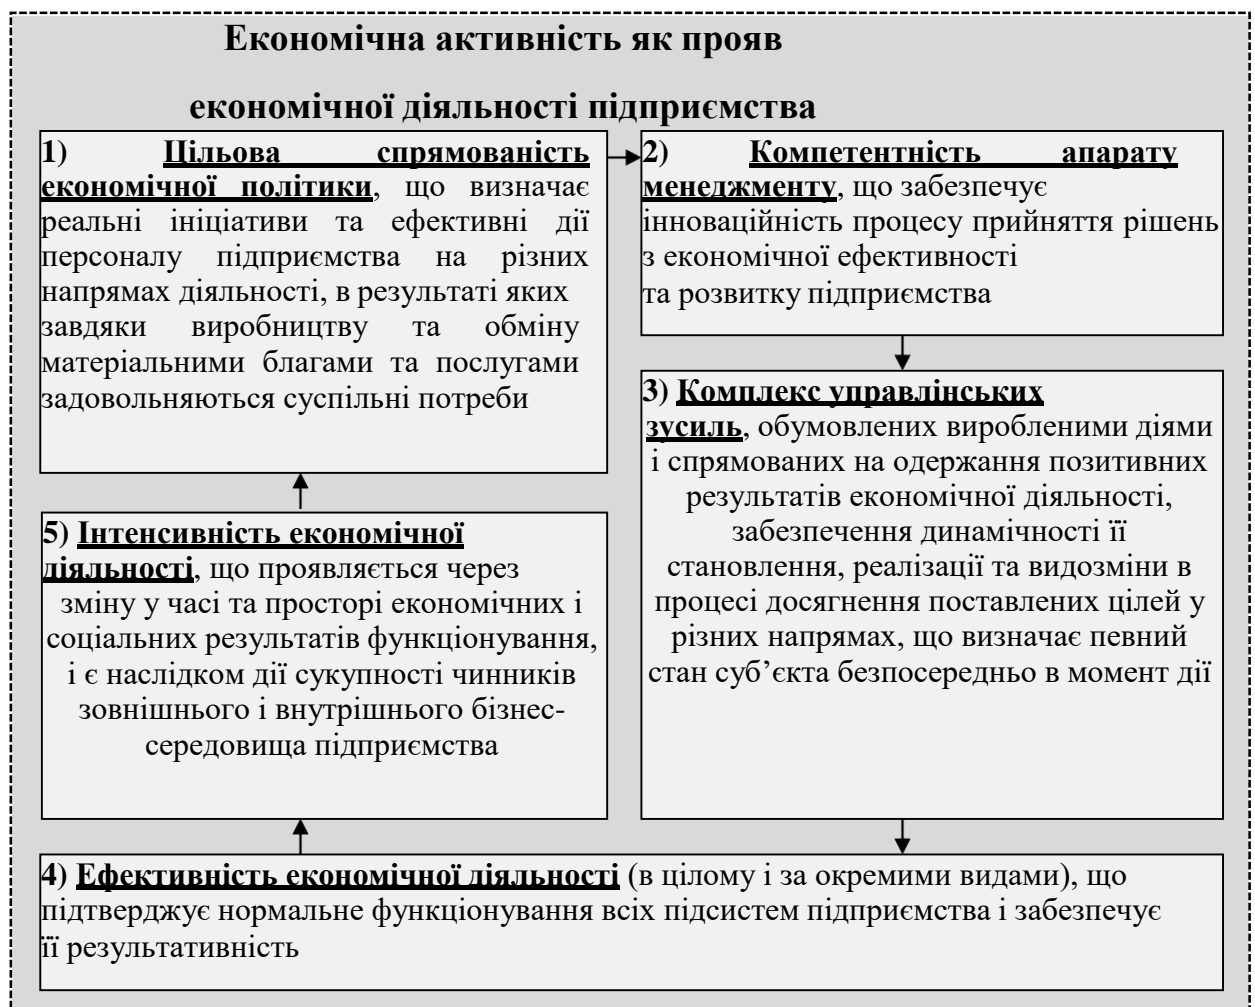 Економічна активність як прояв
економічної діяльності підприємства
1) Цільова спрямованість
економічної політики, що визначає
реальні ініціативи та ефективні дії
персоналу підприємства на різних
напрямах діяльності, в результаті яких
завдяки виробництву та обміну
матеріальними благами та послугами
задовольняються суспільні потреби
2) Компетентність апарату
менеджменту, що забезпечує
інноваційність процесу прийняття рішень
з економічної ефективності
та розвитку підприємства
3) Комплекс управлінських
зусиль, обумовлених виробленими діями
і спрямованих на одержання позитивних
результатів економічної діяльності,
забезпечення динамічності її
становлення, реалізації та видозміни в
процесі досягнення поставлених цілей у
різних напрямах, що визначає певний
стан суб’єкта безпосередньо в момент дії
5) Інтенсивність економічної
діяльності, що проявляється через
зміну у часі та просторі економічних і
соціальних результатів функціонування,
і є наслідком дії сукупності чинників
зовнішнього і внутрішнього бізнес-
середовища підприємства
4) Ефективність економічної діяльності (в цілому і за окремими видами), що
підтверджує нормальне функціонування всіх підсистем підприємства і забезпечує
її результативність